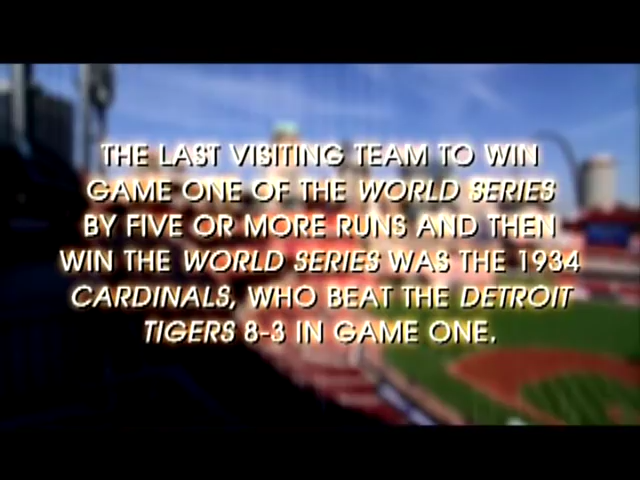 THE LAST VISITING TEAM TO WIN
GAME ONE OF THE WORLD SERIES
BY FIVE OR MORE RUNS AND THEN
WIN THE WORLD SERIES WAS THE 1934
CARDINALS, WHO BEAT THE DETROIT
TIGERS 8-3 IN GAME ONE.